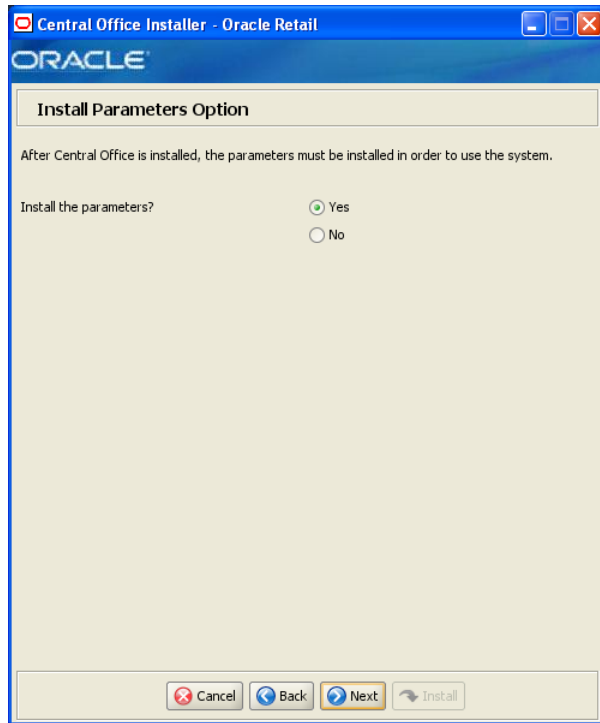 Central Office Installer - Oracle Retail
ORACLE
Install Parameters Option
After Central Office is installed, the parameters must be installed in order to use the system.
Install the parameters? Yes
No
Cancel Back Next Install